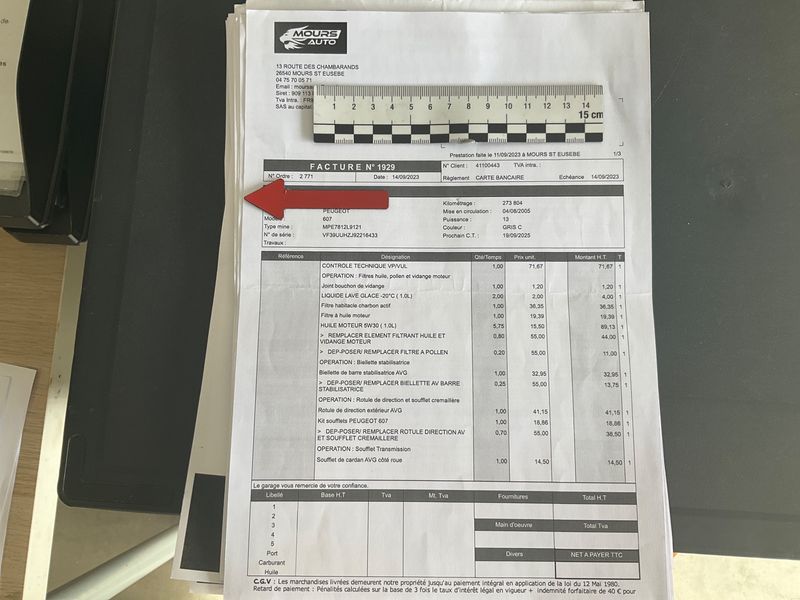 MOURS
AUTO
13 ROUTE DES CHAMBARANDS
26540 MOURS ST EUSEBE
04 75 70 05 71
Email :
Siret : 909 113
Tva Intra. :
SAS au capital
1 2 3 4 5 6 7 8 9 10 11 12 13 14
15 cm
Prestation faite le 11/09/2023 à MOURS ST EUSEBE 1/3
FACTURE N° 1929
N° Client : 41100443 TVA intra. :
N° Ordre : 2 771 Date : 14/09/2023
Règlement CARTE BANCAIRE Echéance 14/09/2023
PEUGEOT
Kilométrage : 273 804
607
Mise en circulation : 04/08/2005
Type mine : MPE7812L9121
Puissance : 13
N° de série : VF39UUHZJ92216433
Couleur : GRIS C
Travaux :
Prochain C.T. : 19/09/2025
Référence Désignation Qté/Temps Prix unit. Montant H.T. T
CONTROLE TECHNIQUE VP/VUL 1,00 71,67 71,67 1
OPERATION : Filtres huile, pollen et vidange moteur
Joint bouchon de vidange 1,00 1,20 1,20 1
LIQUIDE LAVE GLACE -20°C ( 1.0L) 2,00 2,00 4,00 1
Filtre habitacle charbon actif 1,00 36,35 36,35 1
Filtre à huile moteur 1,00 19,39 19,39 1
HUILE MOTEUR 5W30 ( 1.0L) 5,75 15,50 89,13 1
> REMPLACER ELEMENT FILTRANT HUILE ET 0,80 55,00 44,00 1
VIDANGE MOTEUR
> DEP-POSER/ REMPLACER FILTRE A POLLEN 0,20 55,00 11,00 1
OPERATION : Biellette stabilisatrice
Biellette de barre stabilisatrice AVG 1,00 32,95 32,95 1
> DEP-POSER/ REMPLACER BIELLETTE AV BARRE 0,25 55,00 13,75 1
STABILISATRICE
OPERATION : Rotule de direction et soufflet cremaillère
Rotule de direction extérieur AVG 1,00 41,15 41,15 1
Kit soufflets PEUGEOT 607 1,00 18,86 18,86 1
> DEP-POSER/ REMPLACER ROTULE DIRECTION AV 0,70 55,00 38,50 1
ET SOUFFLET CREMAILLERE
OPERATION : Soufflet Transmission
Soufflet de cardan AVG côté roue 1,00 14,50 14,50 1
Le garage vous remercie de votre confiance.
Libellé Base H.T Tva Mt. Tva Fournitures Total H.T
1
2
3 Main d'oeuvre Total Tva
4
5
Port Divers NET A PAYER TTC
Carburant
Huile
C.G.V : Les marchandises livrées demeurent notre propriété jusqu'au paiement intégral en application de la loi du 12 Mai 1980.
Retard de paiement : Pénalités calculées sur la base de 3 fois le taux d'intérêt légal en vigueur + indemnité forfaitaire de 40 € pour